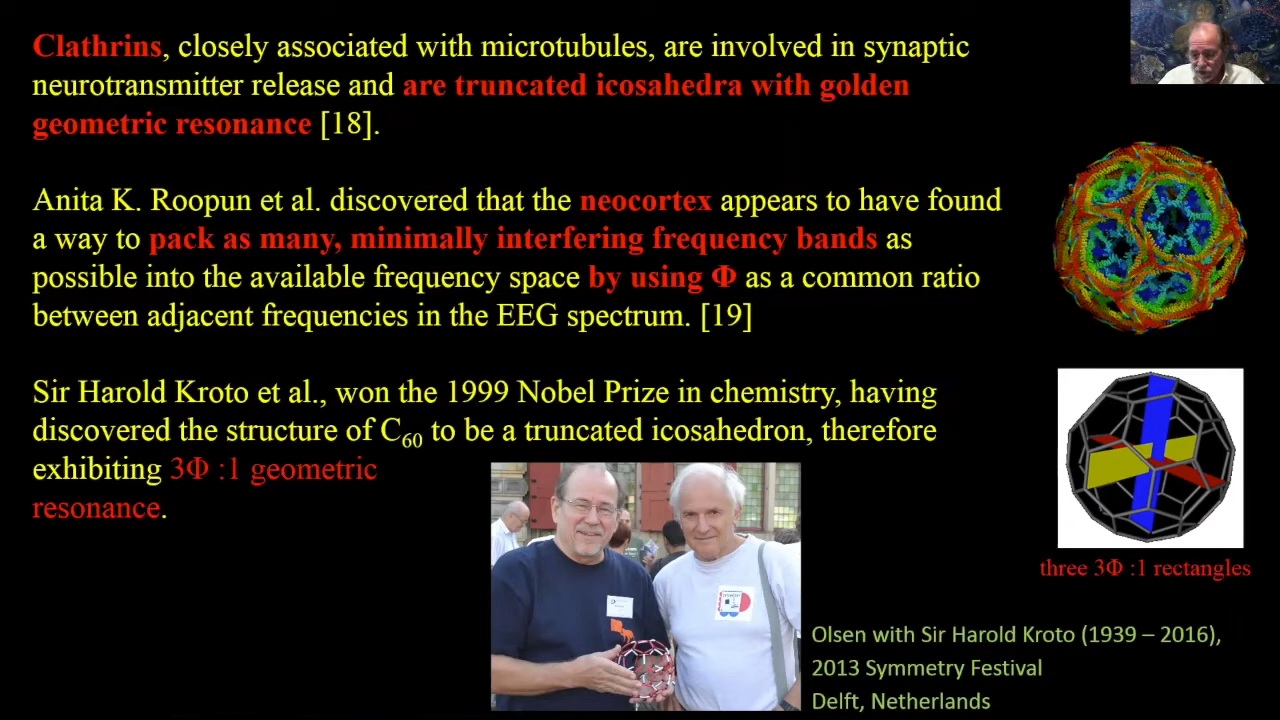 Clathrins, closely associated with microtubules, are involved in synaptic
neurotransmitter release and are truncated icosahedra with golden
geometric resonance [18].
Anita K. Roopun et al. discovered that the neocortex appears to have found
a way to pack as many, minimally interfering frequency bands as
possible into the available frequency space by using Φ as a common ratio
between adjacent frequencies in the EEG spectrum. [19]
Sir Harold Kroto et al., won the 1999 Nobel Prize in chemistry, having
discovered the structure of C₆₀ to be a truncated icosahedron, therefore
exhibiting 3Φ :1 geometric
resonance.
three 3Φ :1 rectangles
Olsen with Sir Harold Kroto (1939 – 2016),
2013 Symmetry Festival
Delft, Netherlands